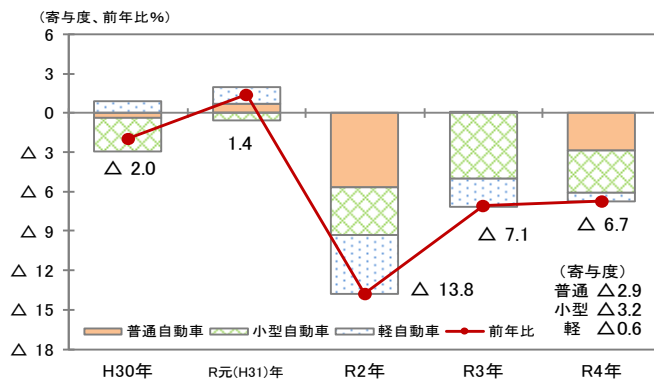 (寄与度、前年比%)
6
3
0
△ 3
△ 6
△ 9
△ 12
△ 15
△ 18
△ 2.0
1.4
△ 13.8
△ 7.1
△ 6.7
(寄与度)
普通 △2.9
小型 △3.2
軽 △0.6
普通自動車 小型自動車 軽自動車 前年比
H30年 R元(H31)年 R2年 R3年 R4年